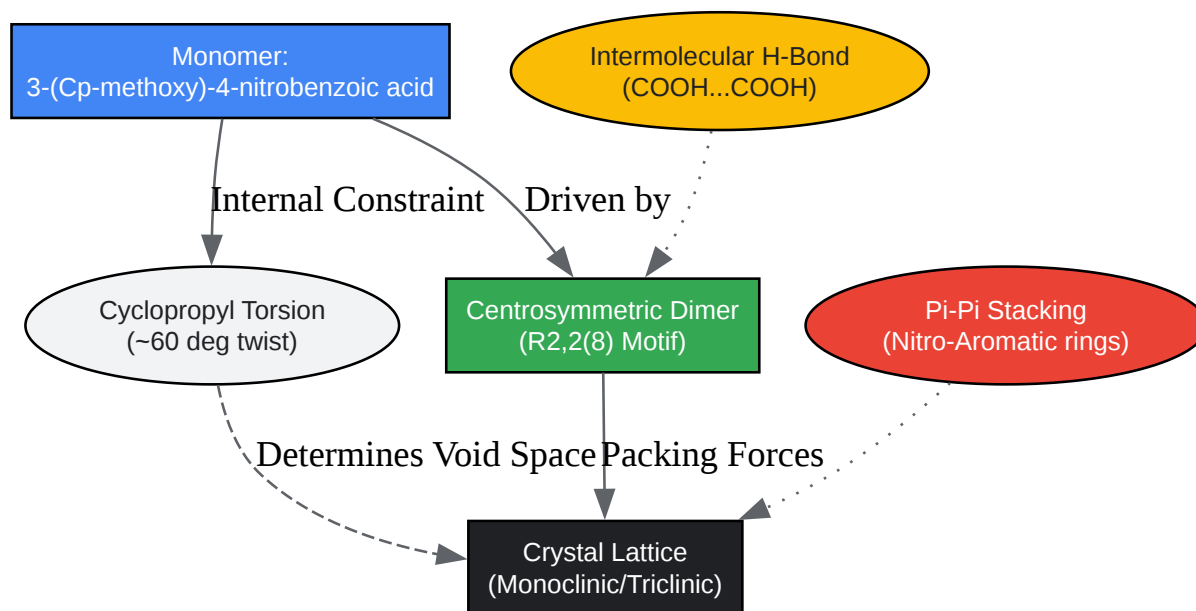 Monomer:
3-(Cp-methoxy)-4-nitrobenzoic acid
Intermolecular H-Bond
(COOH...COOH)
Internal Constraint
Driven by
Cyclopropyl Torsion
(~60 deg twist)
Centrosymmetric Dimer
(R2,2(8) Motif)
Pi-Pi Stacking
(Nitro-Aromatic rings)
Determines Void Space
Packing Forces
Crystal Lattice
(Monoclinic/Triclinic)